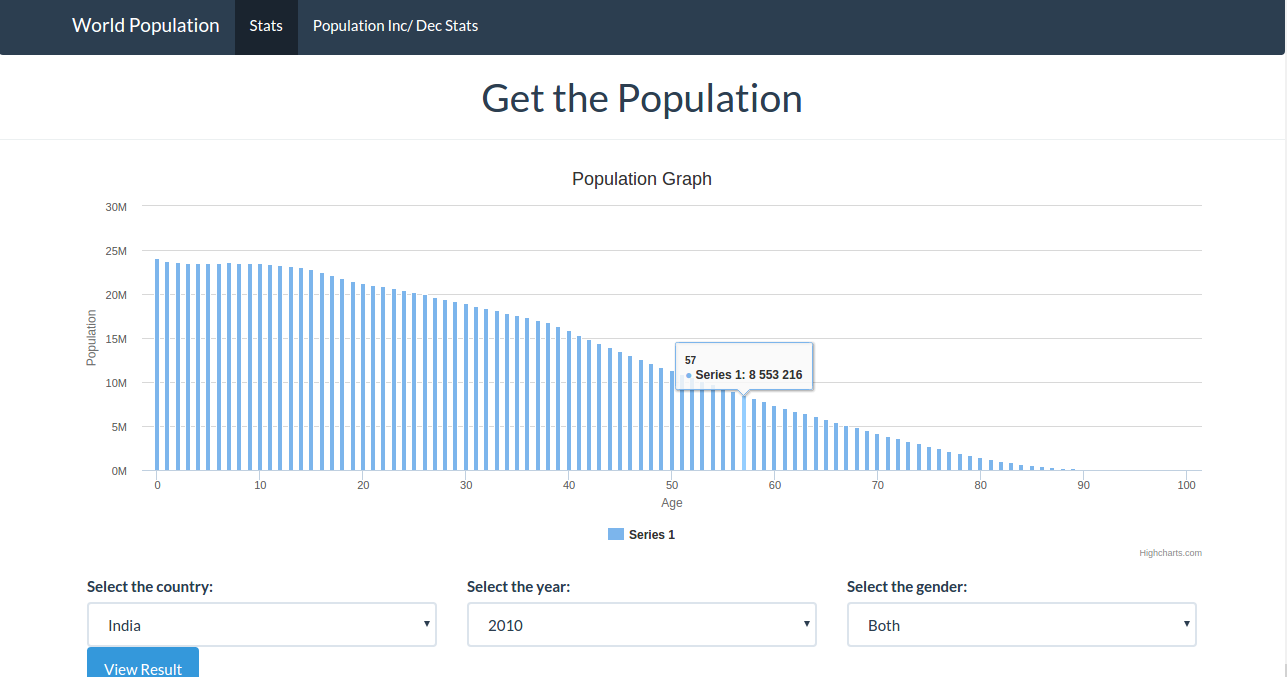 World Population Stats Population Inc/ Dec Stats
Get the Population
Population Graph
30M
25M
20M
15M
10M
5M
0M
Population
57
Series 1: 8 553 216
0 10 20 30 40 50 60 70 80 90 100
Age
Series 1
Highcharts.com
Select the country: Select the year: Select the gender:
India 2010 Both
View Result